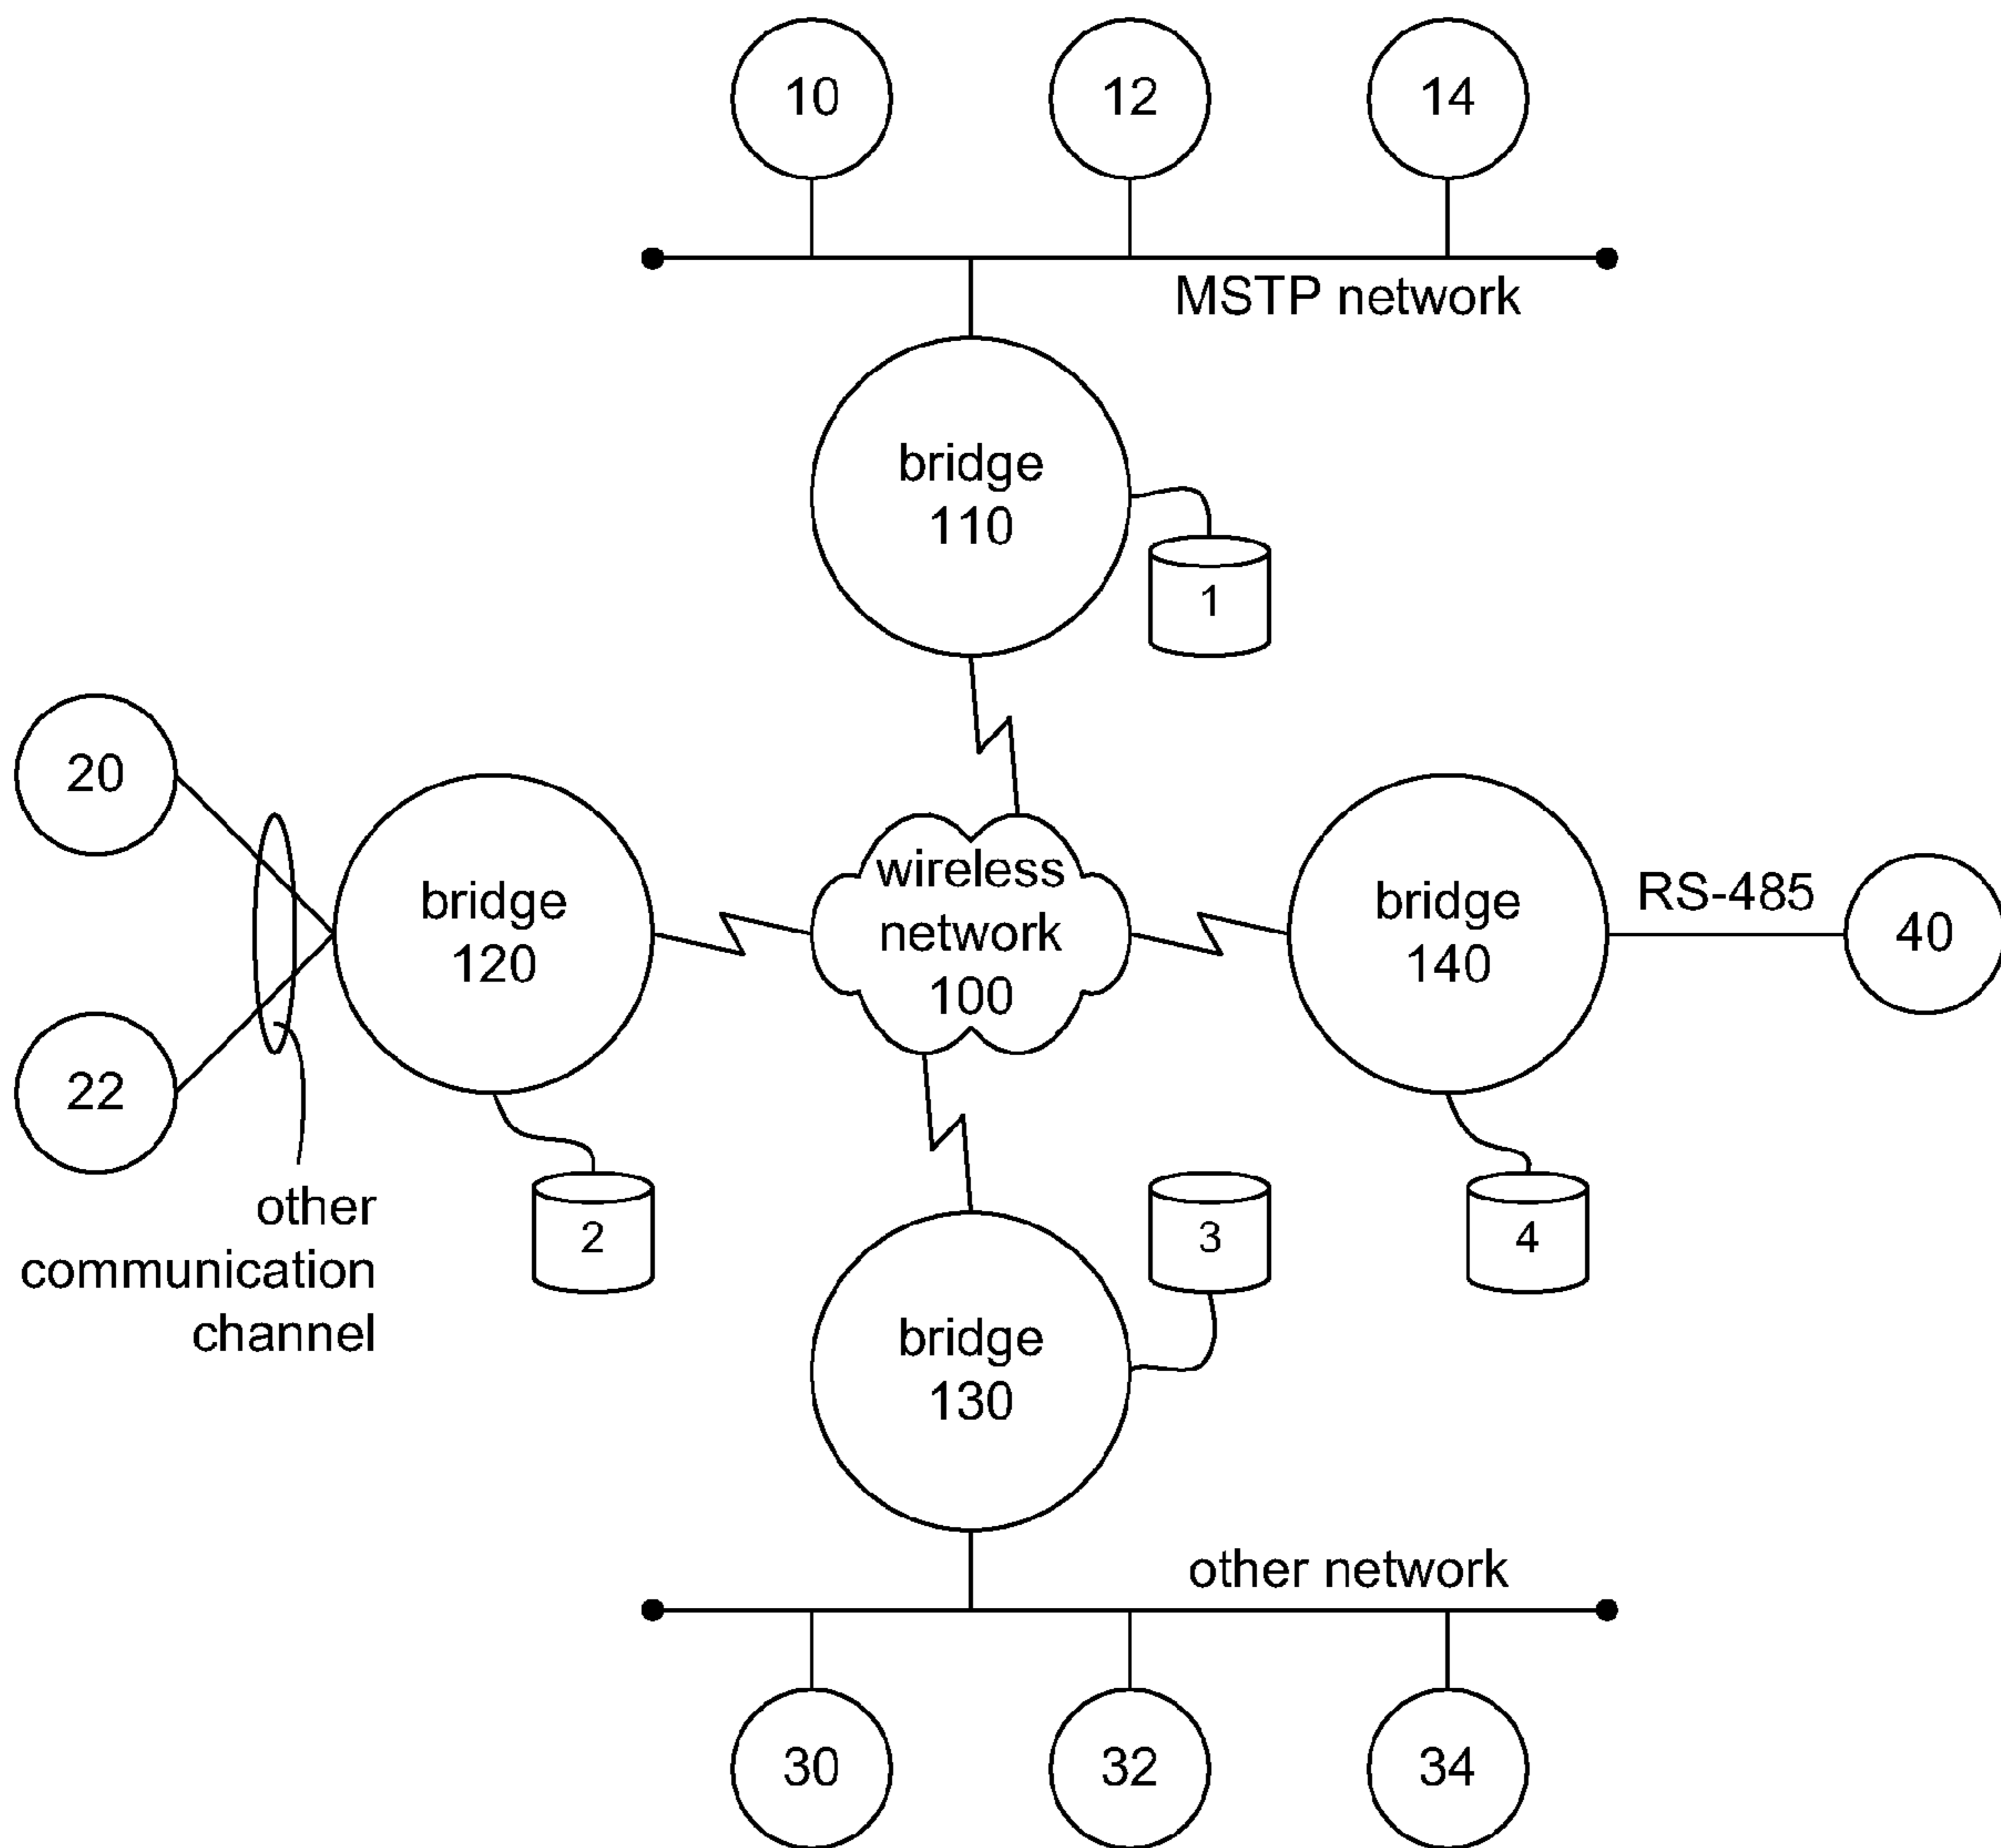 10
12
14
MSTP network
bridge
110
1
20
22
other
communication
channel
bridge
120
2
wireless
network
100
bridge
140
RS-485
40
4
3
bridge
130
other network
30
32
34